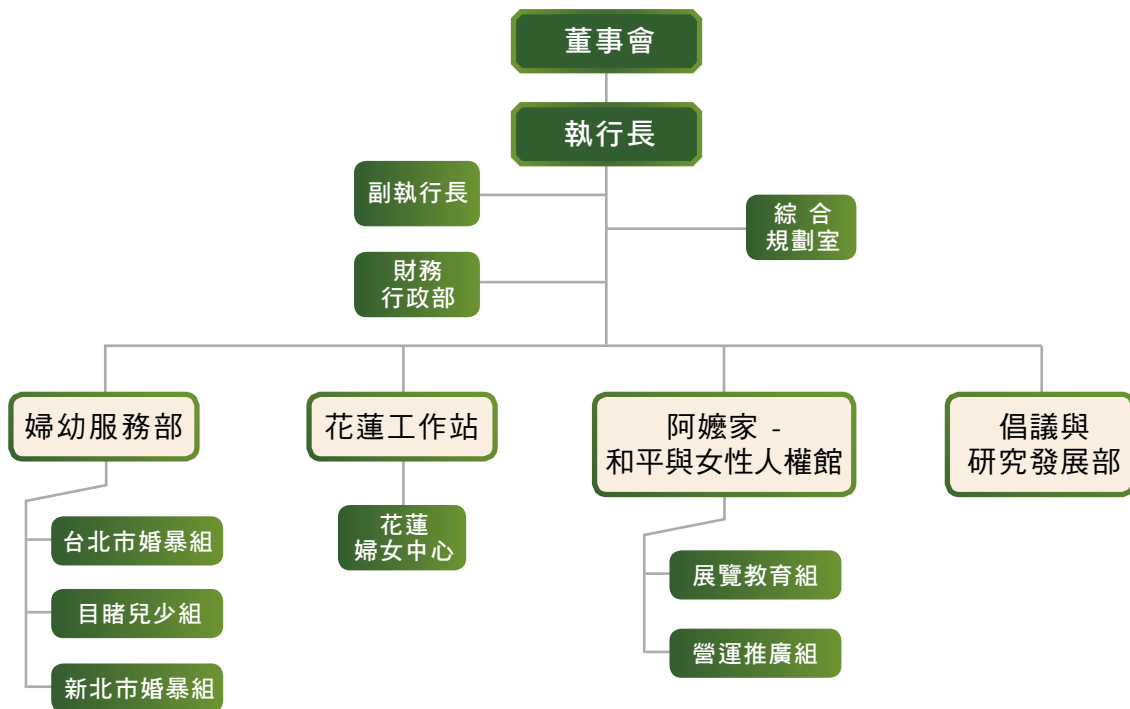 董事會
執行長
副執行長
綜 合
規劃室
財務
行政部
婦幼服務部
花蓮工作站
阿嬤家 -
和平與女性人權館
倡議與
研究發展部
台北市婚暴組
目睹兒少組
新北市婚暴組
花蓮
婦女中心
展覽教育組
營運推廣組